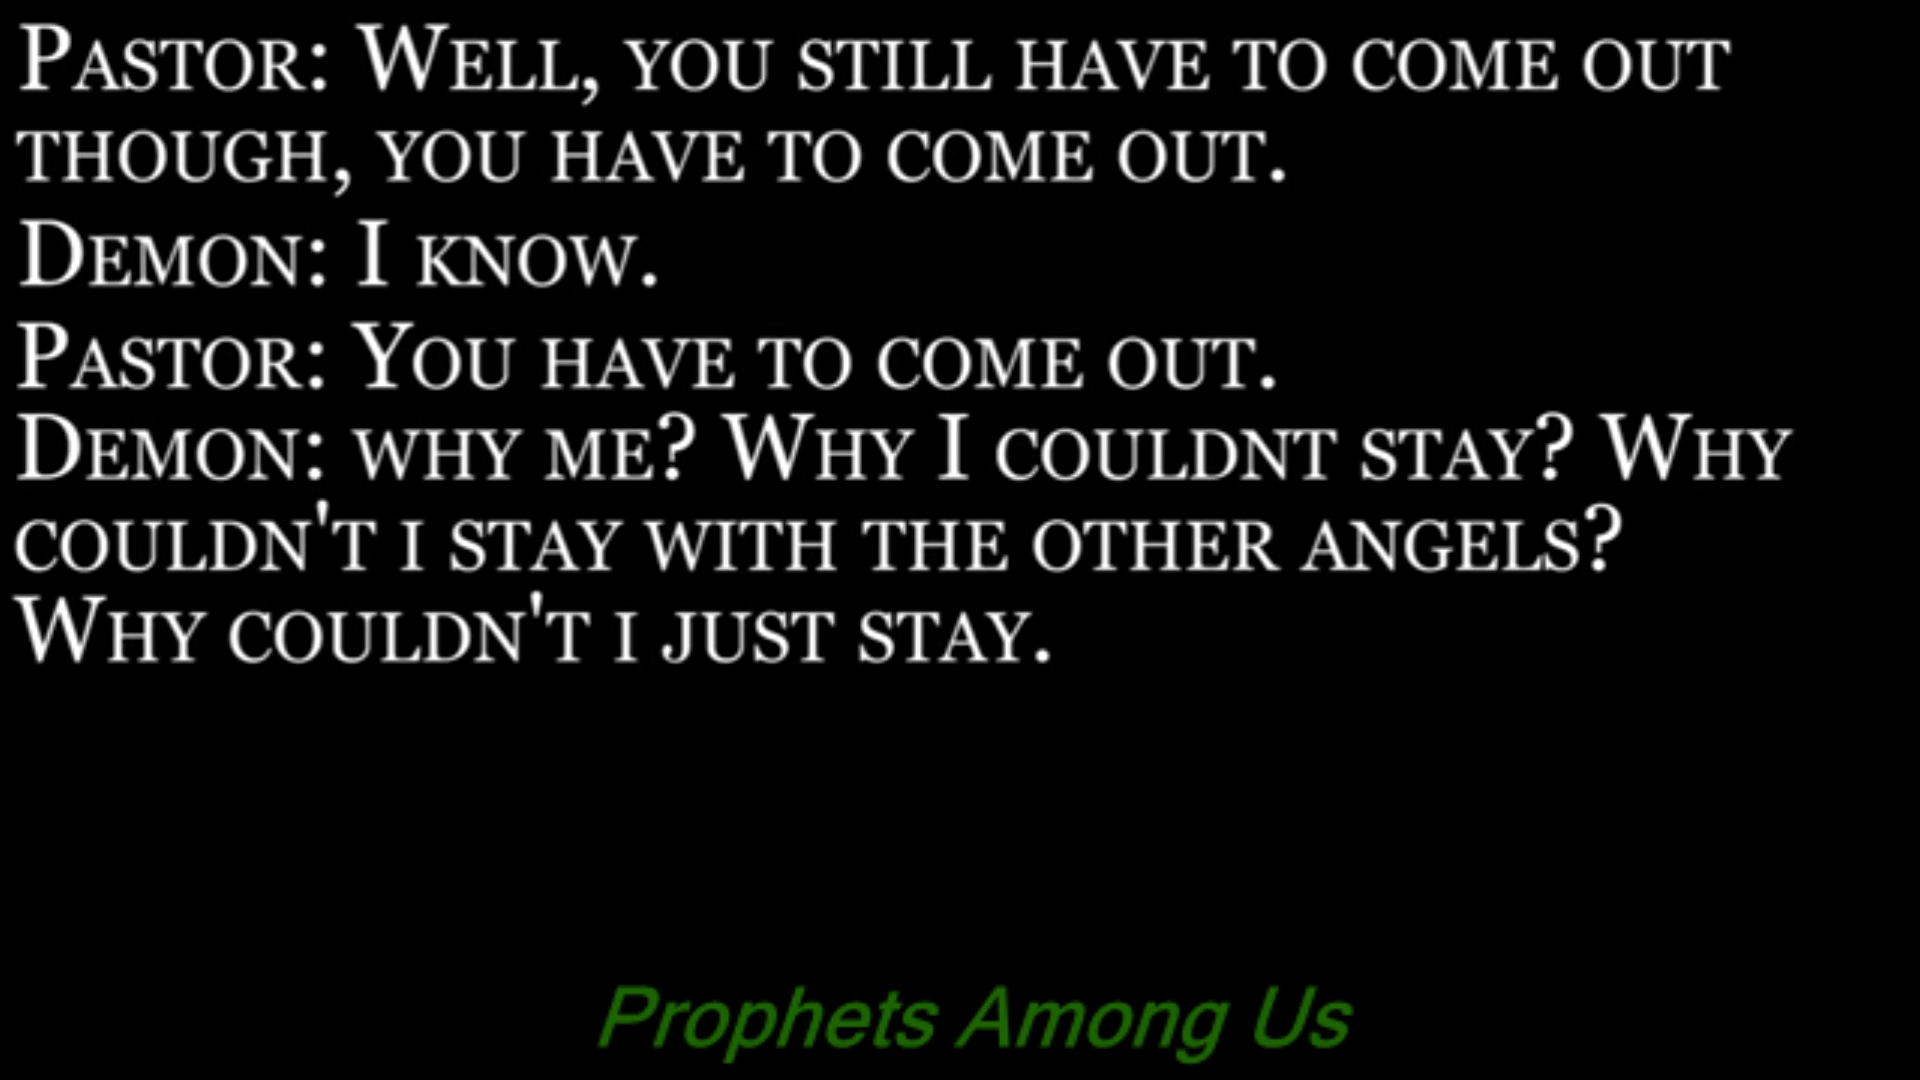 Pastor: Well, you still have to come out
though, you have to come out.
Demon: I know.
Pastor: You have to come out.
Demon: why me? Why I couldnt stay? Why
couldn't i stay with the other angels?
Why couldn't i just stay.
Prophets Among Us